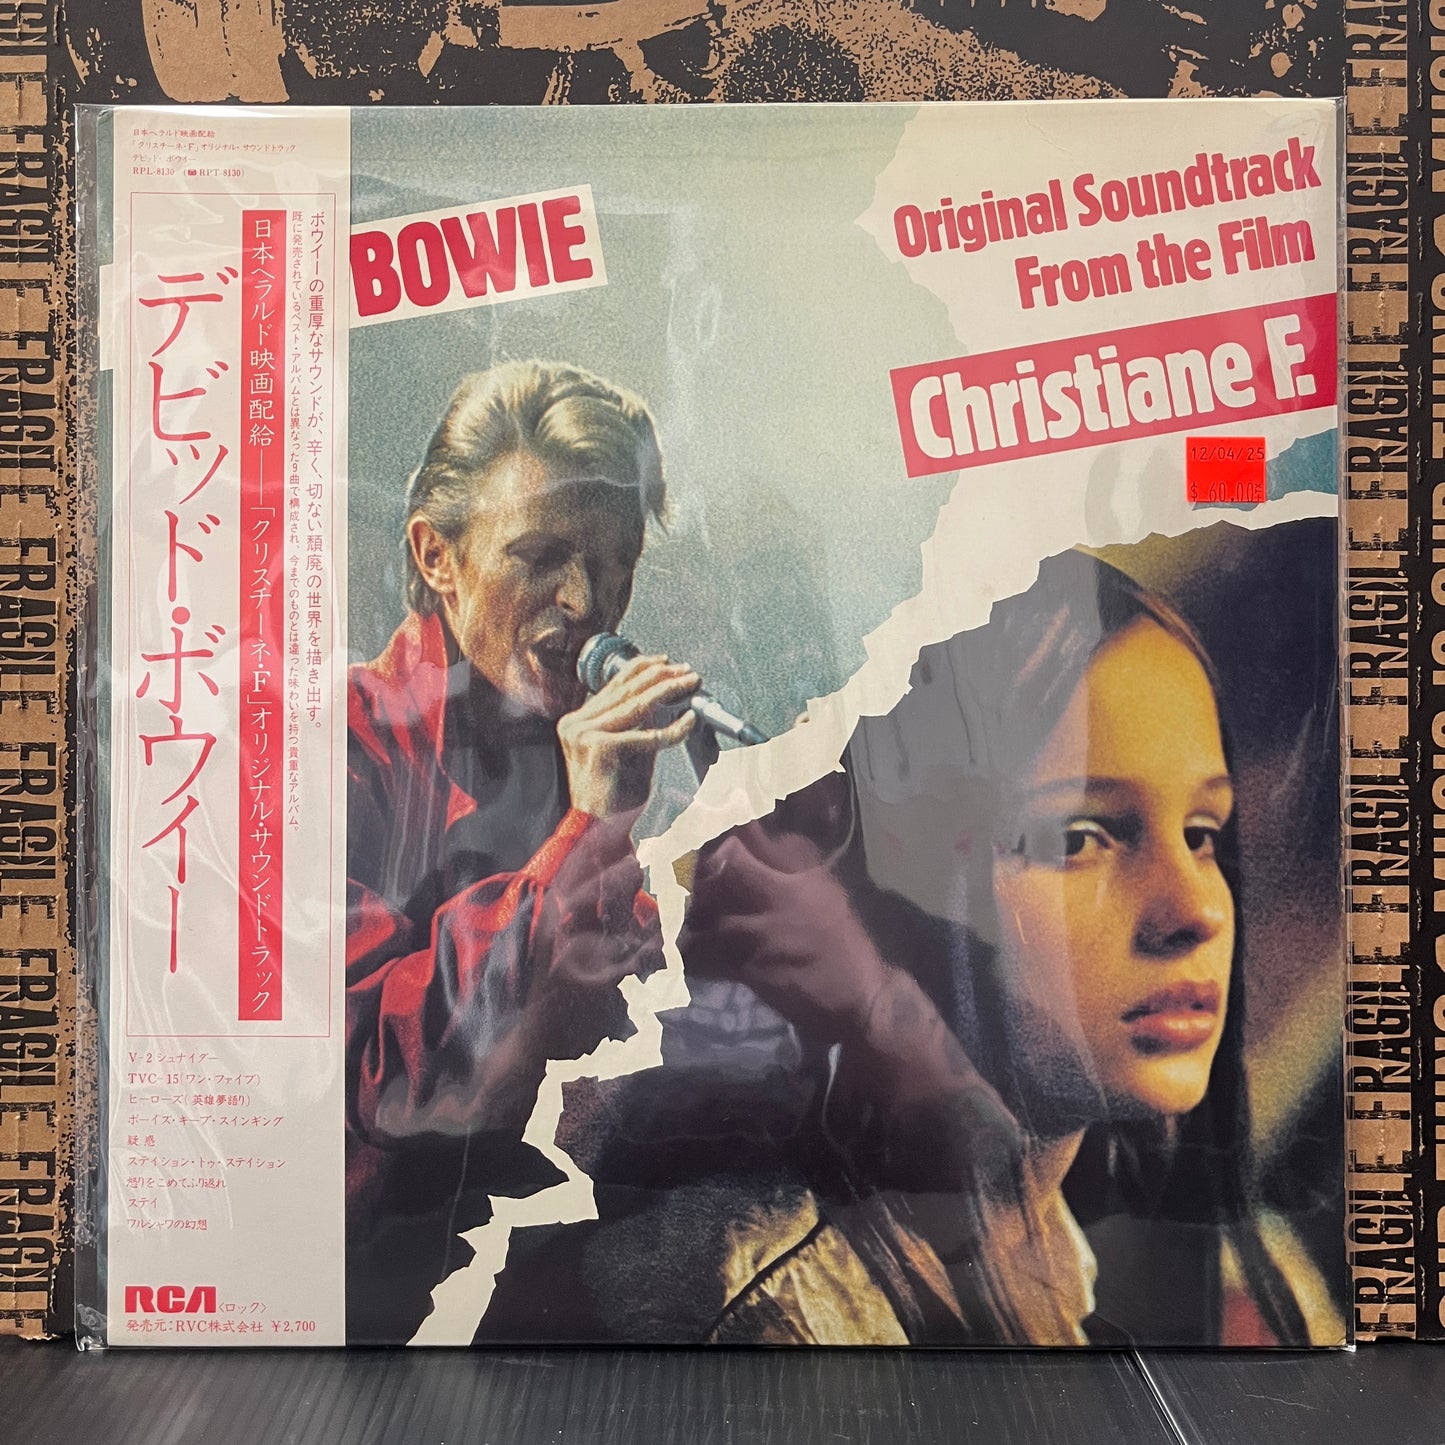 日本ヘラルド映画配給
「クリスチーネ・F」オリジナル・サウンドトラック
デビッド・ボウイー
RPL-8130 (RPT-8130)
デビッド・ボウイー
日本ヘラルド映画配給──「クリスチーネ・F」オリジナル・サウンドトラック
ボウイーの重厚なサウンドが、辛く、切ない頽廃の世界を描き出す。
既に発売されているベスト・アルバムとは異なった9曲で構成され、今までのものとは違った味わいを持つ貴重なアルバム。
V-2シュナイダー
TVC-15(ワン・ファイブ)
ヒーローズ(英雄夢語り)
ボーイズ・キープ・スインギング
疑惑
ステイション・トゥ・ステイション
怒りをこめてふり返れ
ステイ
ワルシャワの幻想
RCA〈ロック〉
発売元:RVC株式会社 ¥2,700
BOWIE
Original Soundtrack
From the Film
Christiane F.
12/04/25
$ 60.00
FRAGILE FRAGILE FRAGILE FRAGILE
FRAGILE FRAGILE FRAGILE FRAGILE